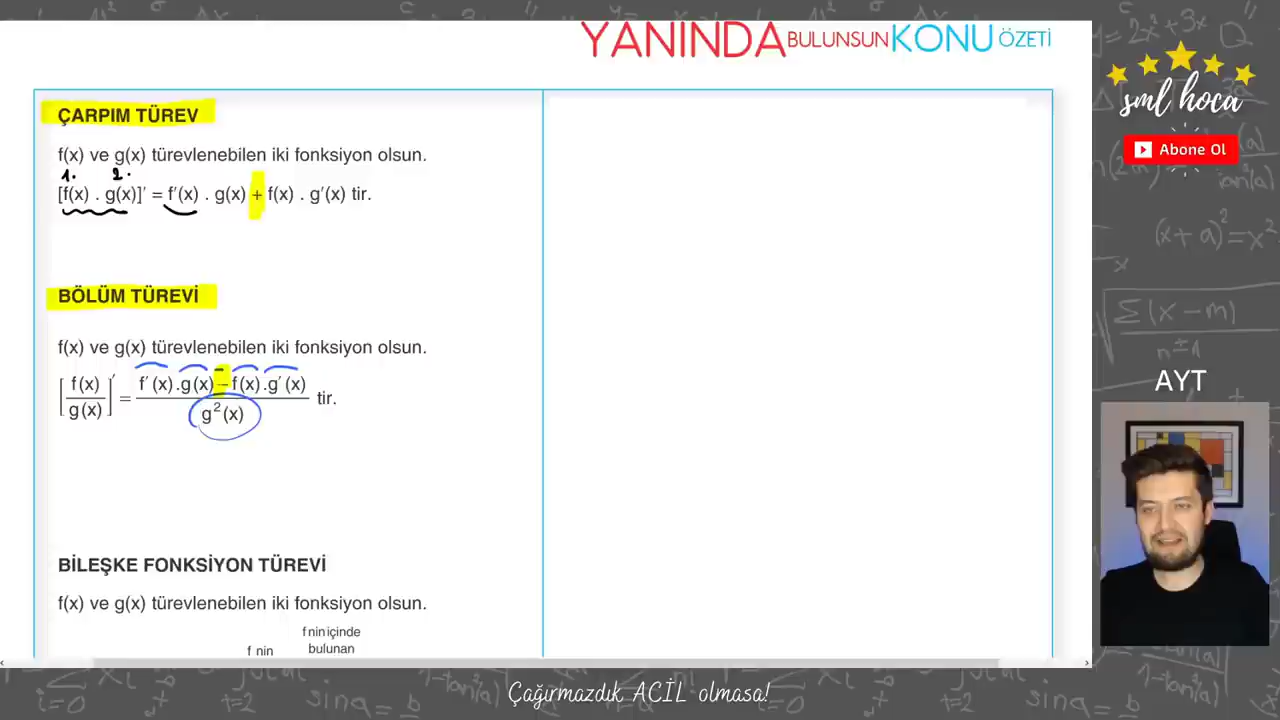 YANINDA BULUNSUN KONU ÖZETİ
ÇARPIM TÜREV
f(x) ve g(x) türevlenebilen iki fonksiyon olsun.
1. 2.
[f(x) . g(x)]' = f'(x) . g(x) + f(x) . g'(x) tir.
BÖLÜM TÜREVİ
f(x) ve g(x) türevlenebilen iki fonksiyon olsun.
[f(x)/g(x)]' = f'(x).g(x) – f(x).g'(x) / g²(x) tir.
BİLEŞKE FONKSİYON TÜREVİ
f(x) ve g(x) türevlenebilen iki fonksiyon olsun.
f nin içinde
f nin bulunan
sml hoca
Abone Ol
(x + a)² = x²
AYT
Çağırmazdık ACİL olmasa!